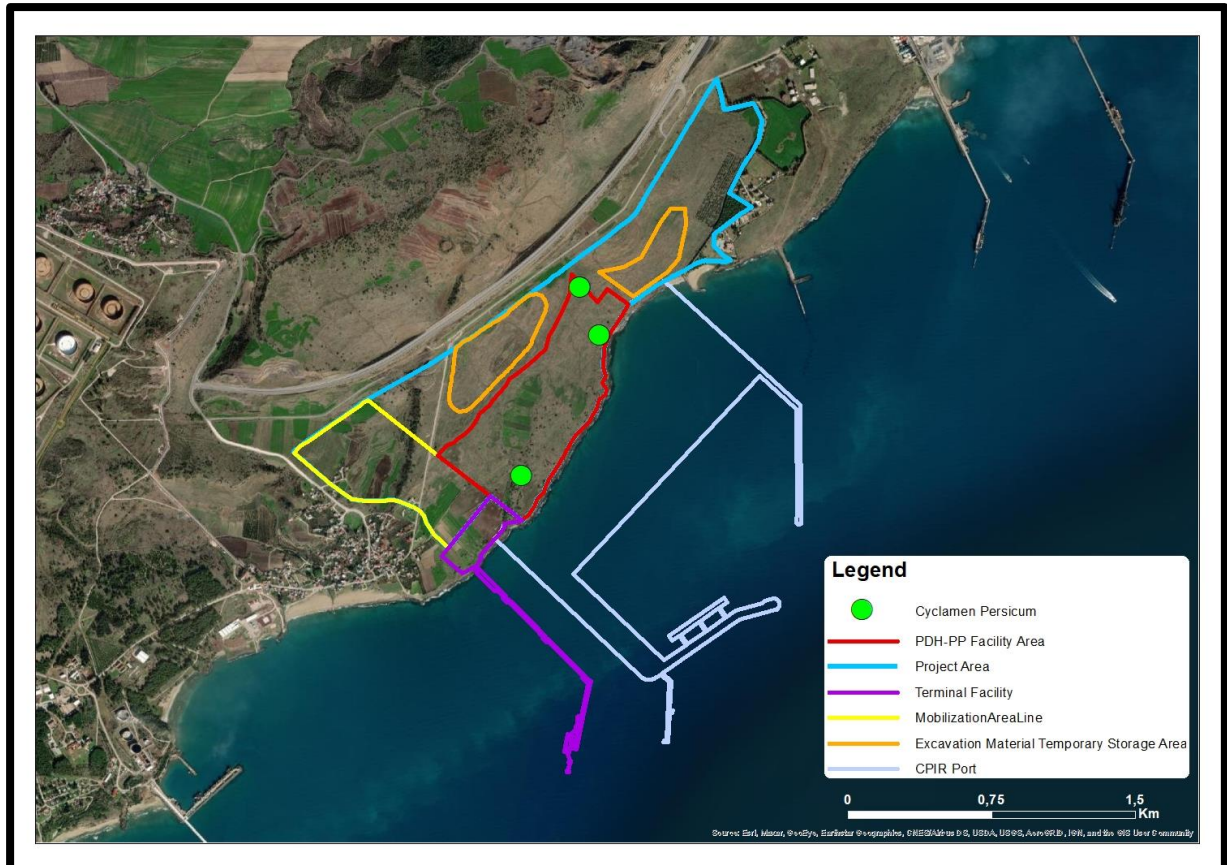 Legend
Cyclamen Persicum
PDH-PP Facility Area
Project Area
Terminal Facility
MobilizationAreaLine
Excavation Material Temporary Storage Area
CPIR Port
0 0,75 1,5
Km
Source: Esri, Maxar, GeoEye, Earthstar Geographics, CNES/Airbus DS, USDA, USGS, AeroGRID, IGN, and the GIS User Community